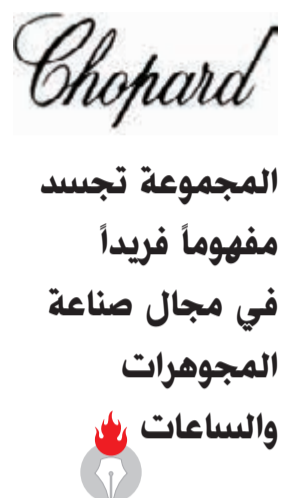 Chopard
المجموعة تجسد
مفهوماً فريداً
في مجال صناعة
المجوهرات
والساعات